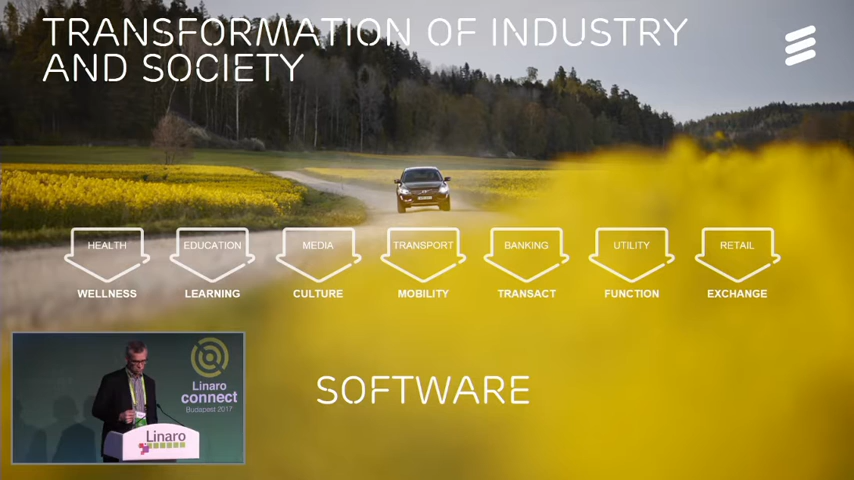 TRANSFORMATION OF INDUSTRY
AND SOCIETY
HEALTH EDUCATION MEDIA TRANSPORT BANKING UTILITY RETAIL
WELLNESS LEARNING CULTURE MOBILITY TRANSACT FUNCTION EXCHANGE
SOFTWARE
Linaro
connect
Budapest 2017
Linaro